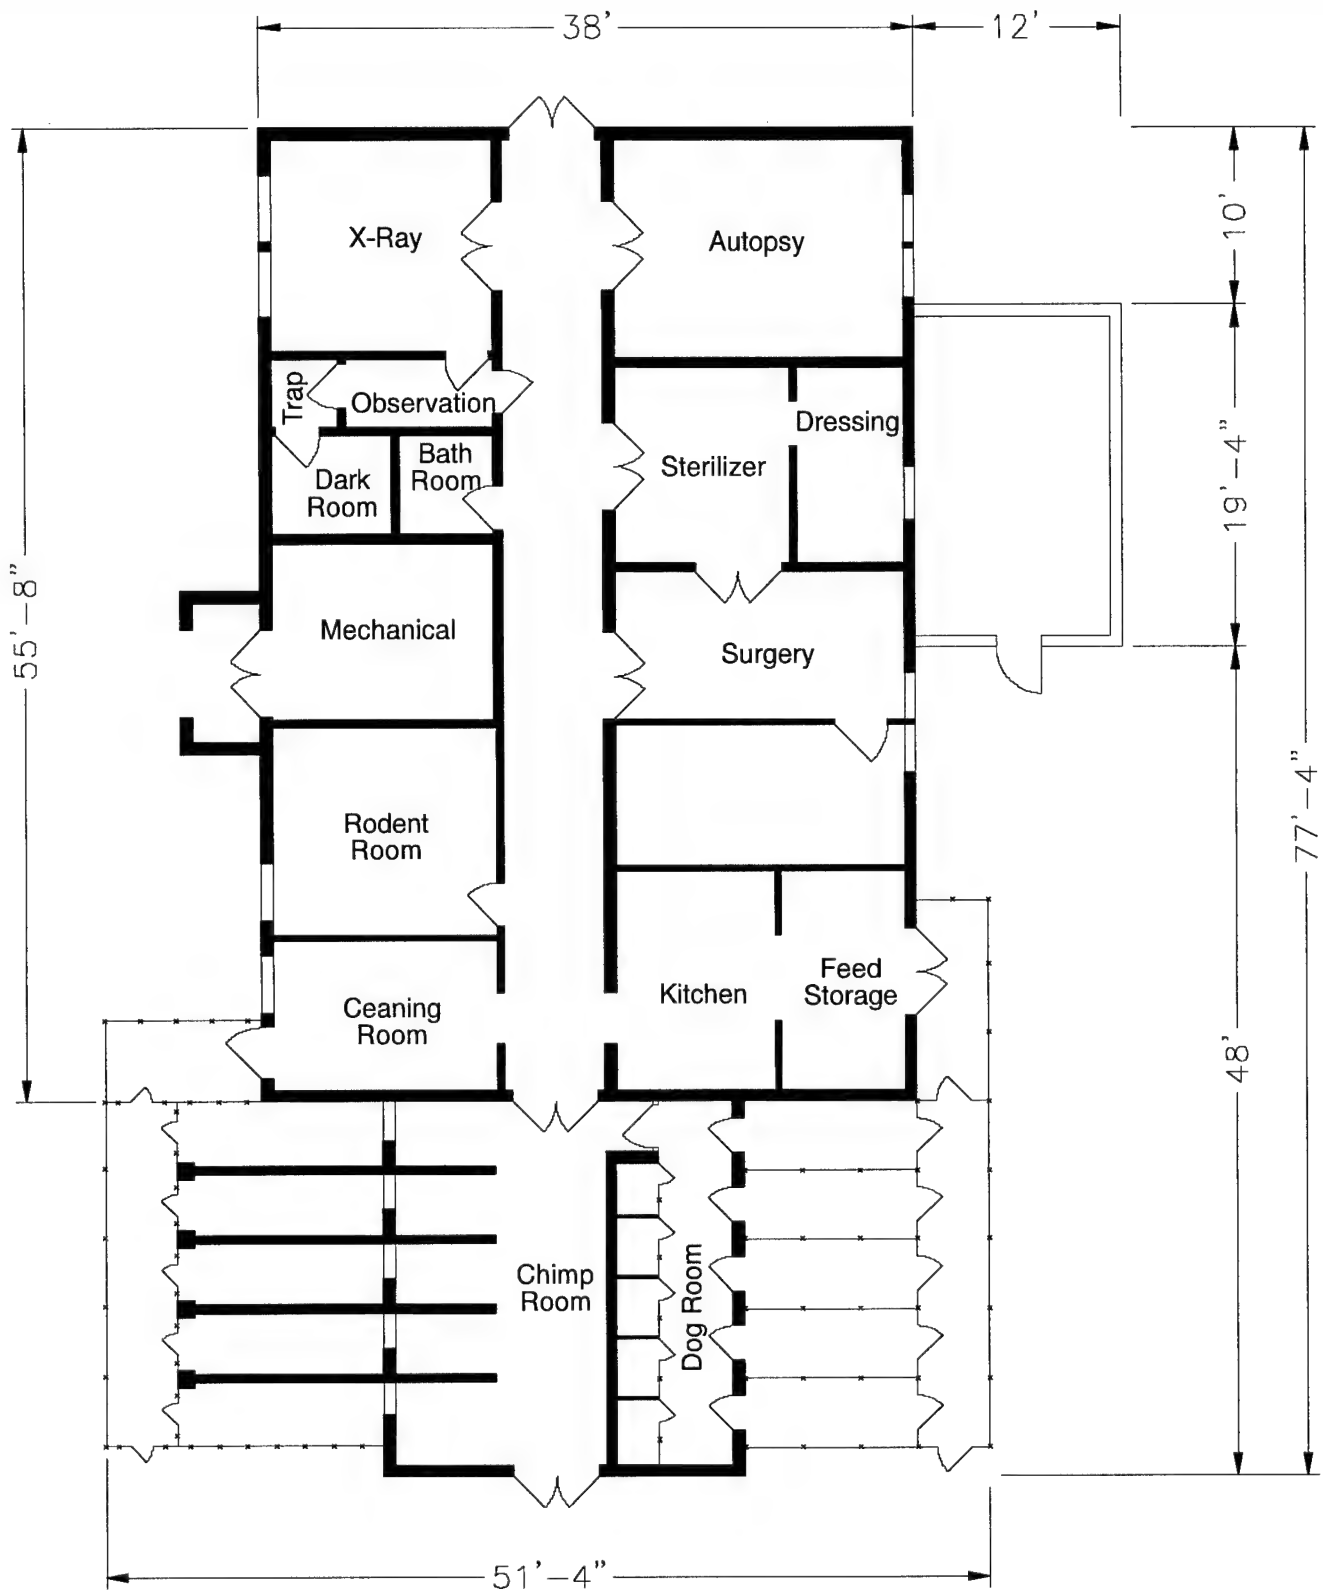 38'
12'
X-Ray
Autopsy
10'
Trap
Observation
Dressing
Bath
Room
Sterilizer
Dark
Room
19'-4"
55'-8"
Mechanical
Surgery
77'-4"
Rodent
Room
Feed
Storage
Kitchen
Ceaning
Room
48'
Chimp
Room
Dog Room
51'-4"